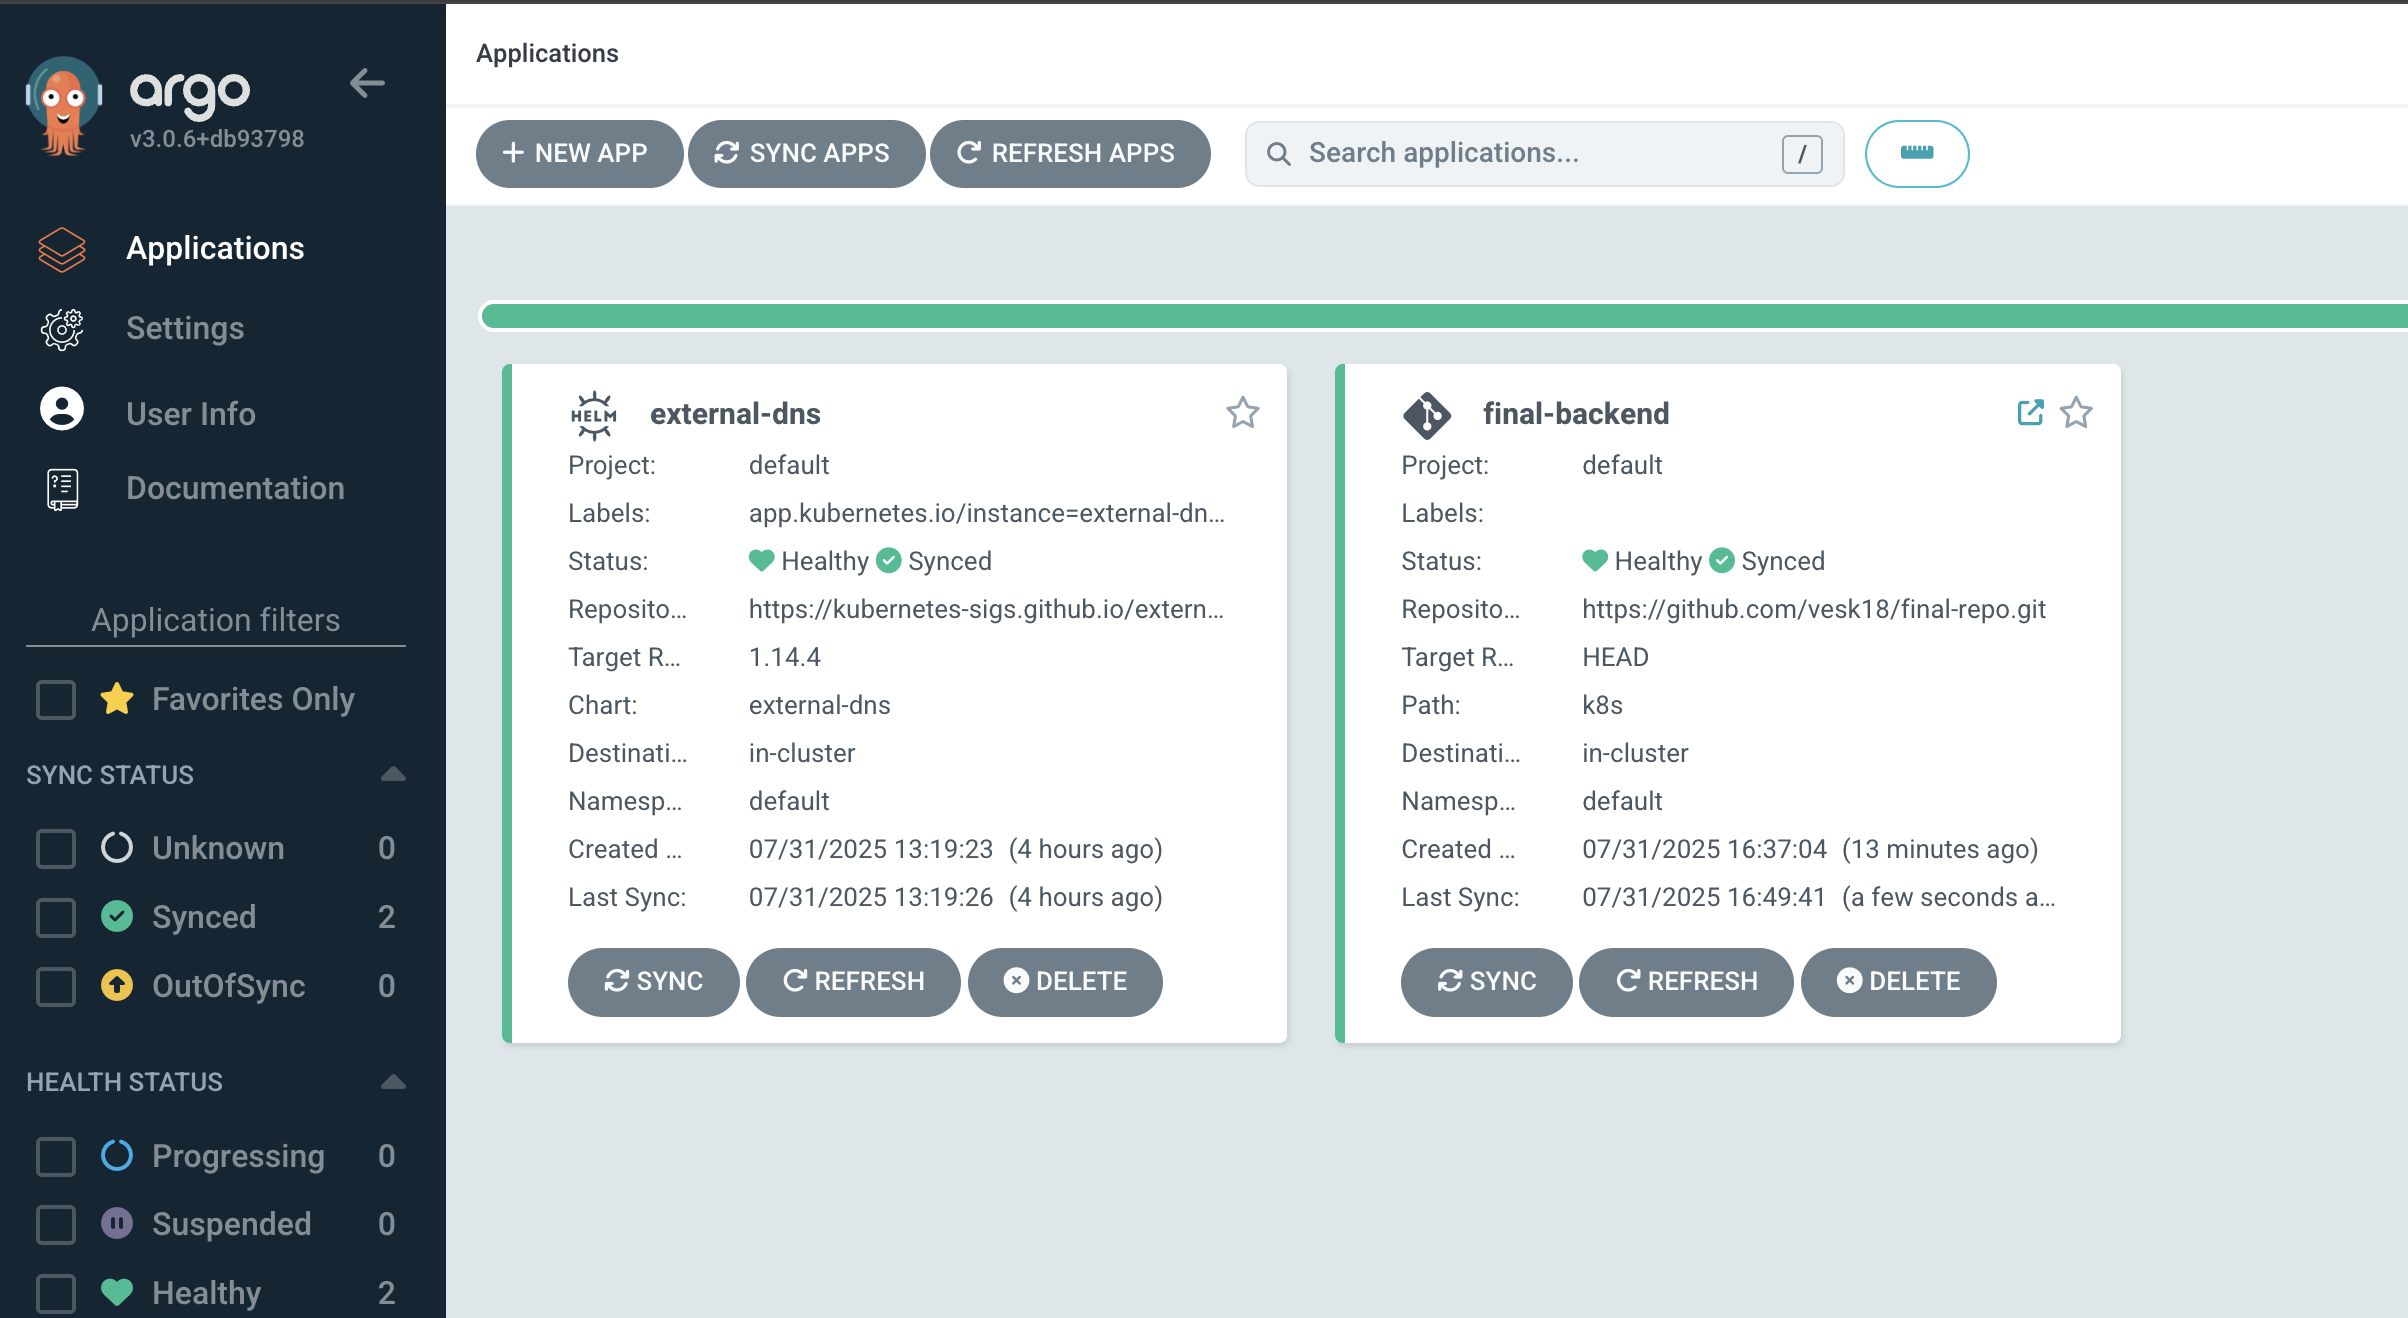 argo
v3.0.6+db93798
Applications
Settings
User Info
Documentation
Application filters
Favorites Only
SYNC STATUS
Unknown 0
Synced 2
OutOfSync 0
HEALTH STATUS
Progressing 0
Suspended 0
Healthy 2
Applications
+ NEW APP SYNC APPS REFRESH APPS Search applications... /
HELM external-dns
Project: default
Labels: app.kubernetes.io/instance=external-dn...
Status: Healthy Synced
Reposito... https://kubernetes-sigs.github.io/extern...
Target R... 1.14.4
Chart: external-dns
Destinati... in-cluster
Namesp... default
Created ... 07/31/2025 13:19:23 (4 hours ago)
Last Sync: 07/31/2025 13:19:26 (4 hours ago)
SYNC REFRESH DELETE
final-backend
Project: default
Labels:
Status: Healthy Synced
Reposito... https://github.com/vesk18/final-repo.git
Target R... HEAD
Path: k8s
Destinati... in-cluster
Namesp... default
Created ... 07/31/2025 16:37:04 (13 minutes ago)
Last Sync: 07/31/2025 16:49:41 (a few seconds a...
SYNC REFRESH DELETE